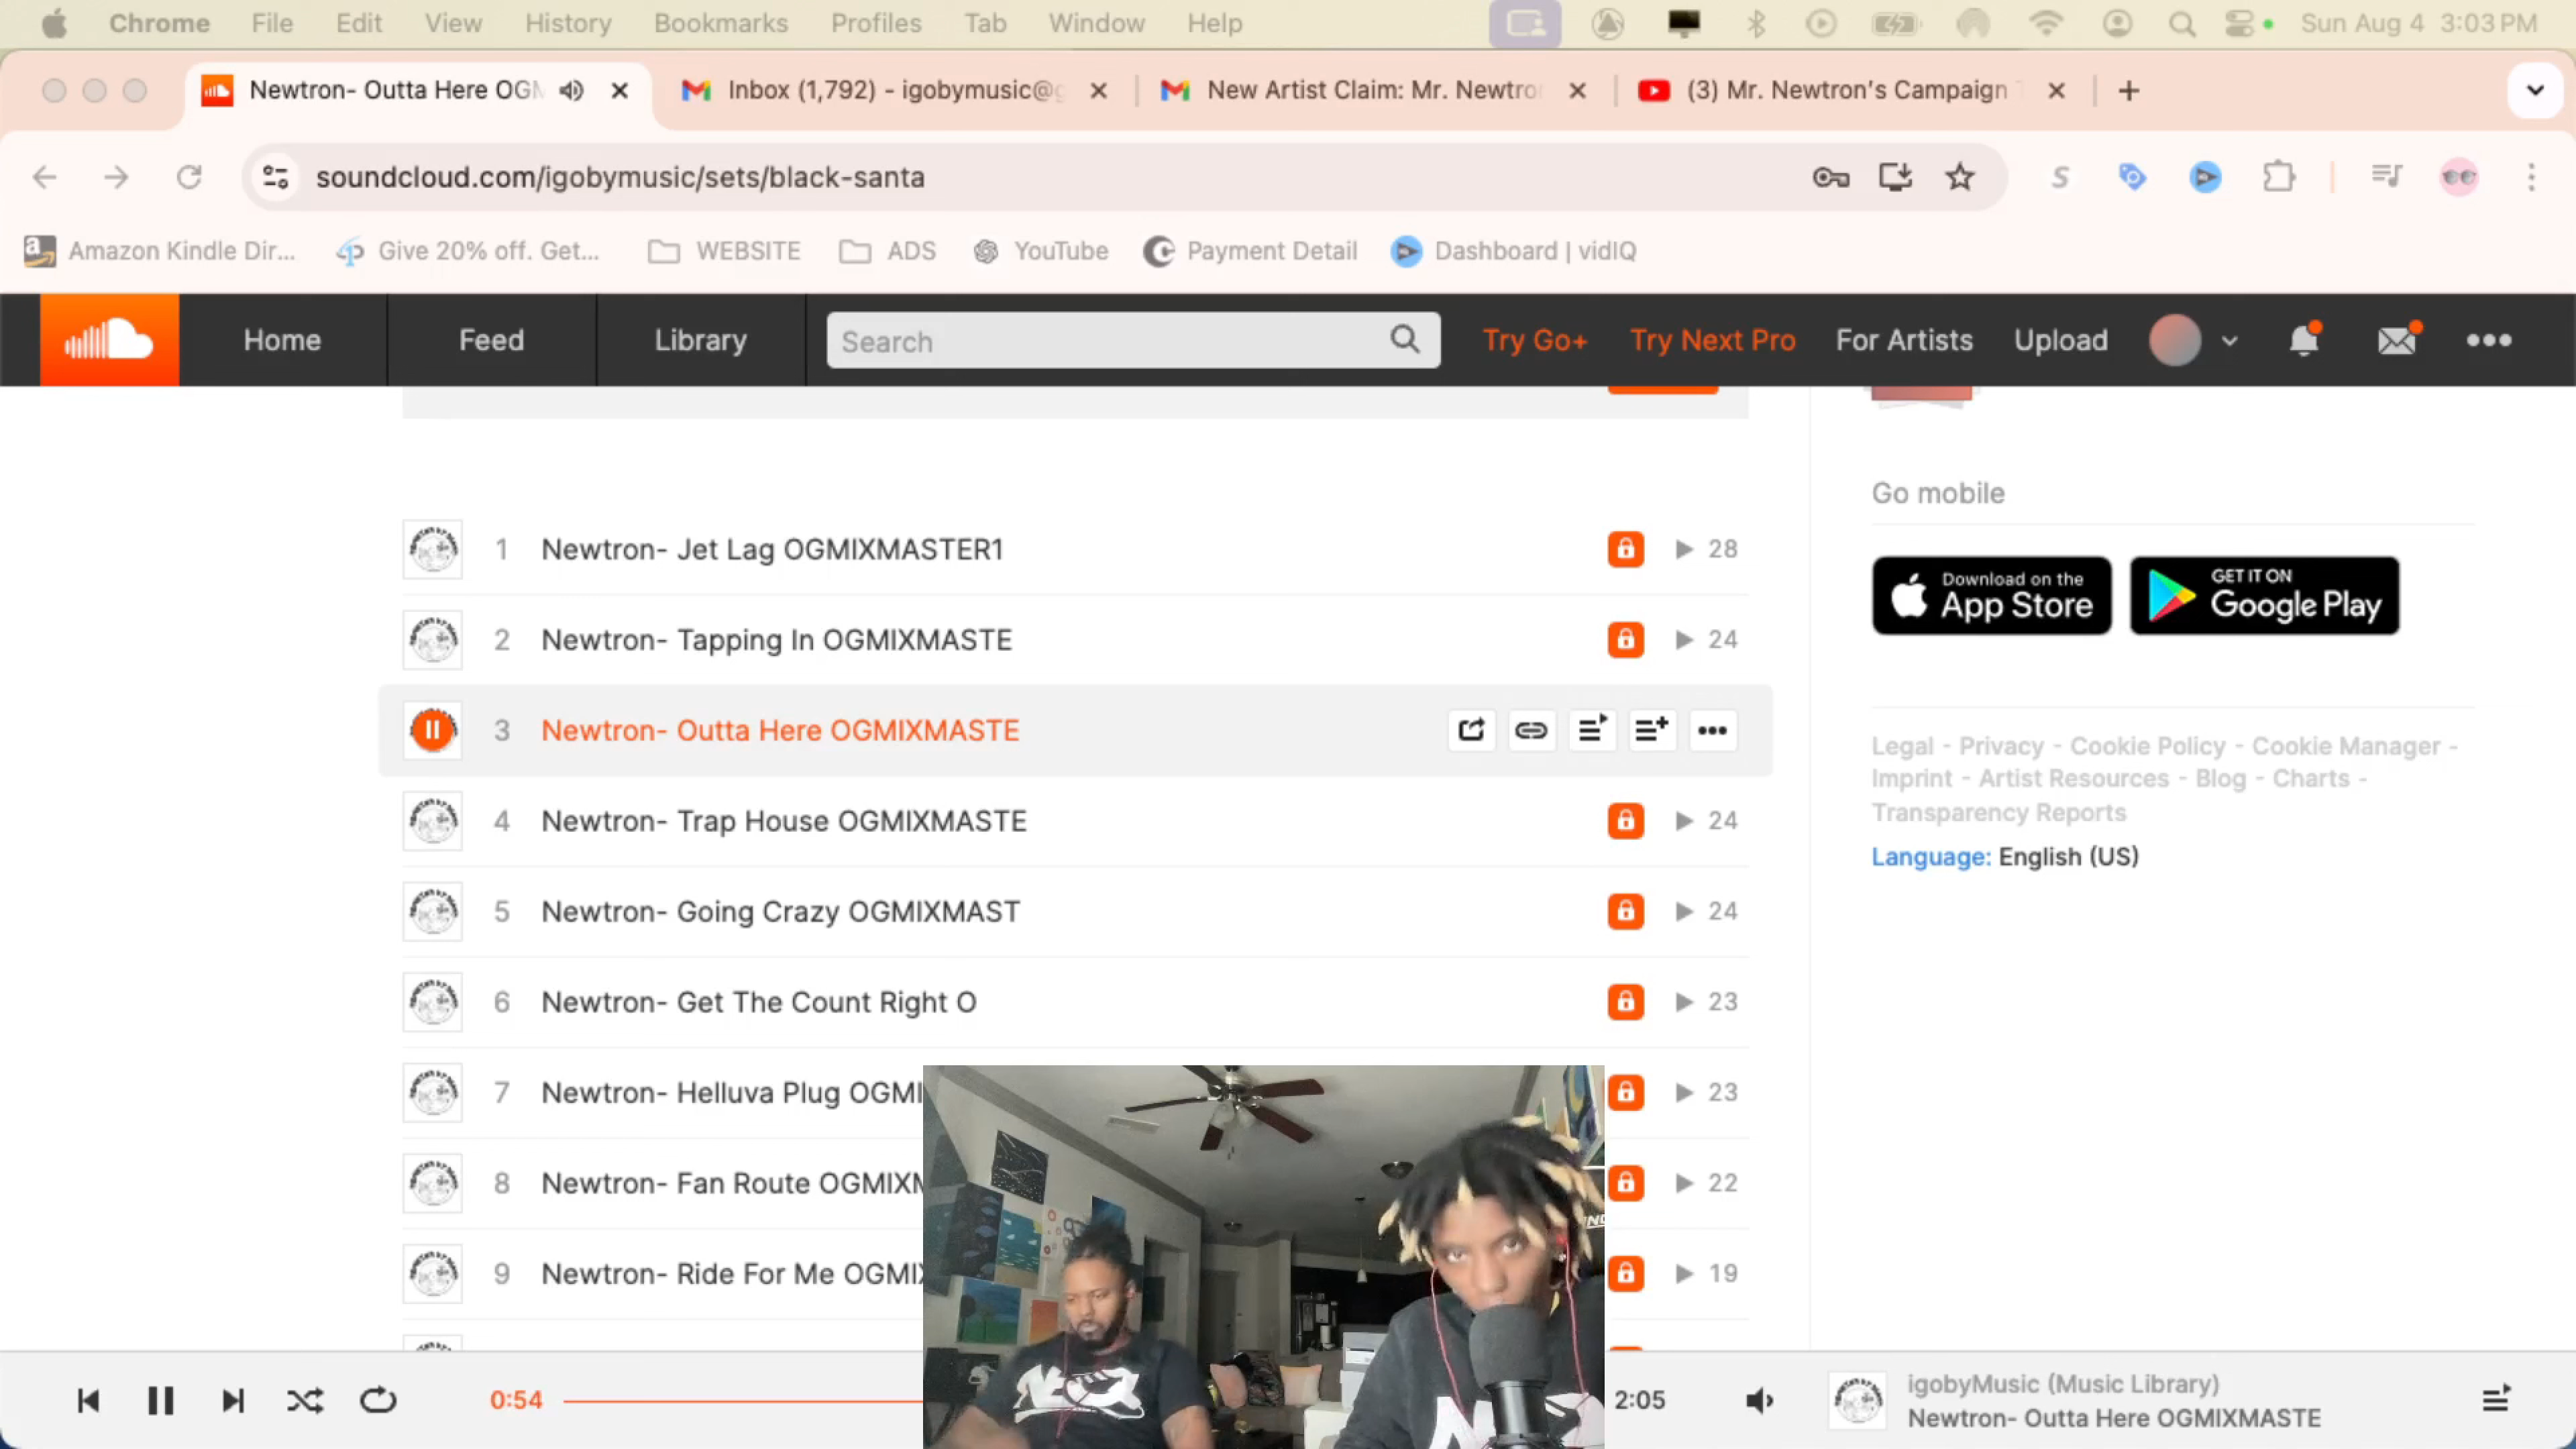 Chrome File Edit View History Bookmarks Profiles Tab Window Help Sun Aug 4 3:03 PM
Newtron- Outta Here OGM Inbox (1,792) - igobymusic@g New Artist Claim: Mr. Newtro (3) Mr. Newtron's Campaign
soundcloud.com/igobymusic/sets/black-santa
Amazon Kindle Dir... Give 20% off. Get... WEBSITE ADS YouTube Payment Detail Dashboard | vidIQ
Home Feed Library Search Try Go+ Try Next Pro For Artists Upload
1 Newtron- Jet Lag OGMIXMASTER1 28
2 Newtron- Tapping In OGMIXMASTE 24
3 Newtron- Outta Here OGMIXMASTE
4 Newtron- Trap House OGMIXMASTE 24
5 Newtron- Going Crazy OGMIXMAST 24
6 Newtron- Get The Count Right O 23
7 Newtron- Helluva Plug OGMI 23
8 Newtron- Fan Route OGMIX 22
9 Newtron- Ride For Me OGMI 19
Go mobile
Download on the
App Store
GET IT ON
Google Play
Legal - Privacy - Cookie Policy - Cookie Manager -
Imprint - Artist Resources - Blog - Charts -
Transparency Reports
Language: English (US)
0:54 2:05
igobyMusic (Music Library)
Newtron- Outta Here OGMIXMASTE